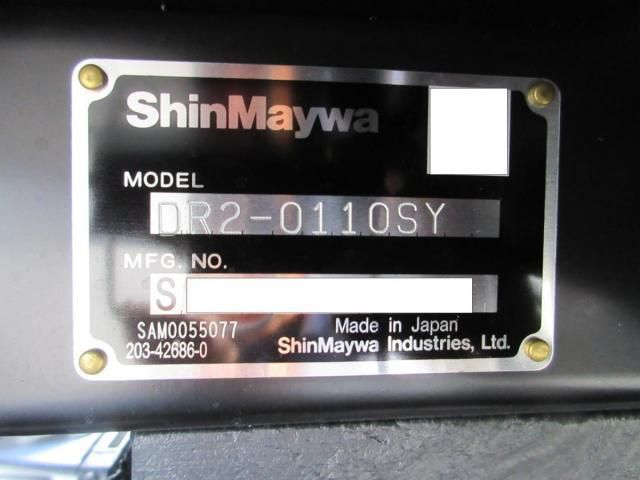 ShinMaywa
MODEL
DR2-0110SY
MFG. NO.
S
SAM0055077
203-42686-0
Made in Japan
ShinMaywa Industries, Ltd.